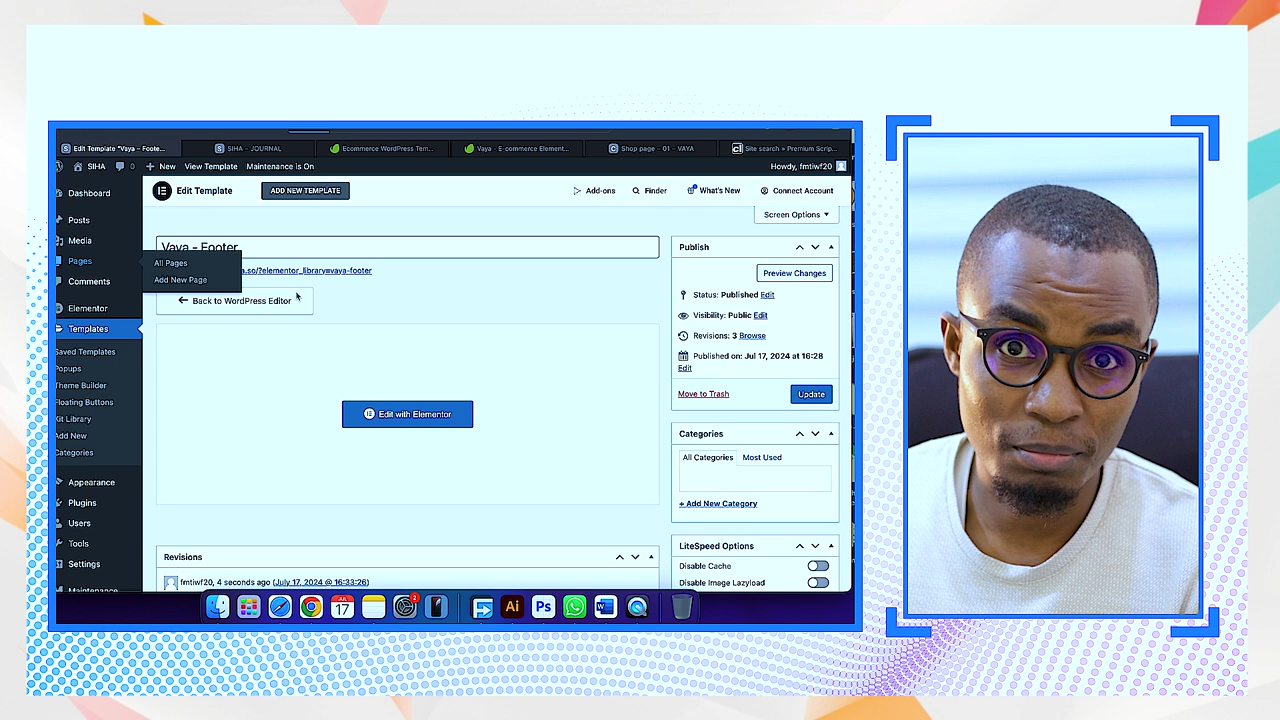 Edit Template "Vaya – Foote...
SIHA – JOURNAL
Ecommerce WordPress Tem...
Vaya - E-commerce Element...
Shop page – 01 – VAYA
Site search » Premium Scrip...
SIHA
0
+ New
View Template
Maintenance is On
Howdy, fmtiwf20
Dashboard
Posts
Media
Pages
Comments
Elementor
Templates
Saved Templates
Popups
Theme Builder
Floating Buttons
Kit Library
Add New
Categories
Appearance
Plugins
Users
Tools
Settings
Maintenance
All Pages
Add New Page
Edit Template
ADD NEW TEMPLATE
Add-ons
Finder
What's New
Connect Account
Screen Options ▼
Vaya – Footer
a.so/?elementor_library=vaya-footer
← Back to WordPress Editor
Edit with Elementor
Revisions
fmtiwf20, 4 seconds ago (July 17, 2024 @ 16:33:26)
Publish
Preview Changes
Status: Published Edit
Visibility: Public Edit
Revisions: 3 Browse
Published on: Jul 17, 2024 at 16:28
Edit
Move to Trash
Update
Categories
All Categories
Most Used
+ Add New Category
LiteSpeed Options
Disable Cache
Disable Image Lazyload
JUL
17
2
Ai
Ps
W